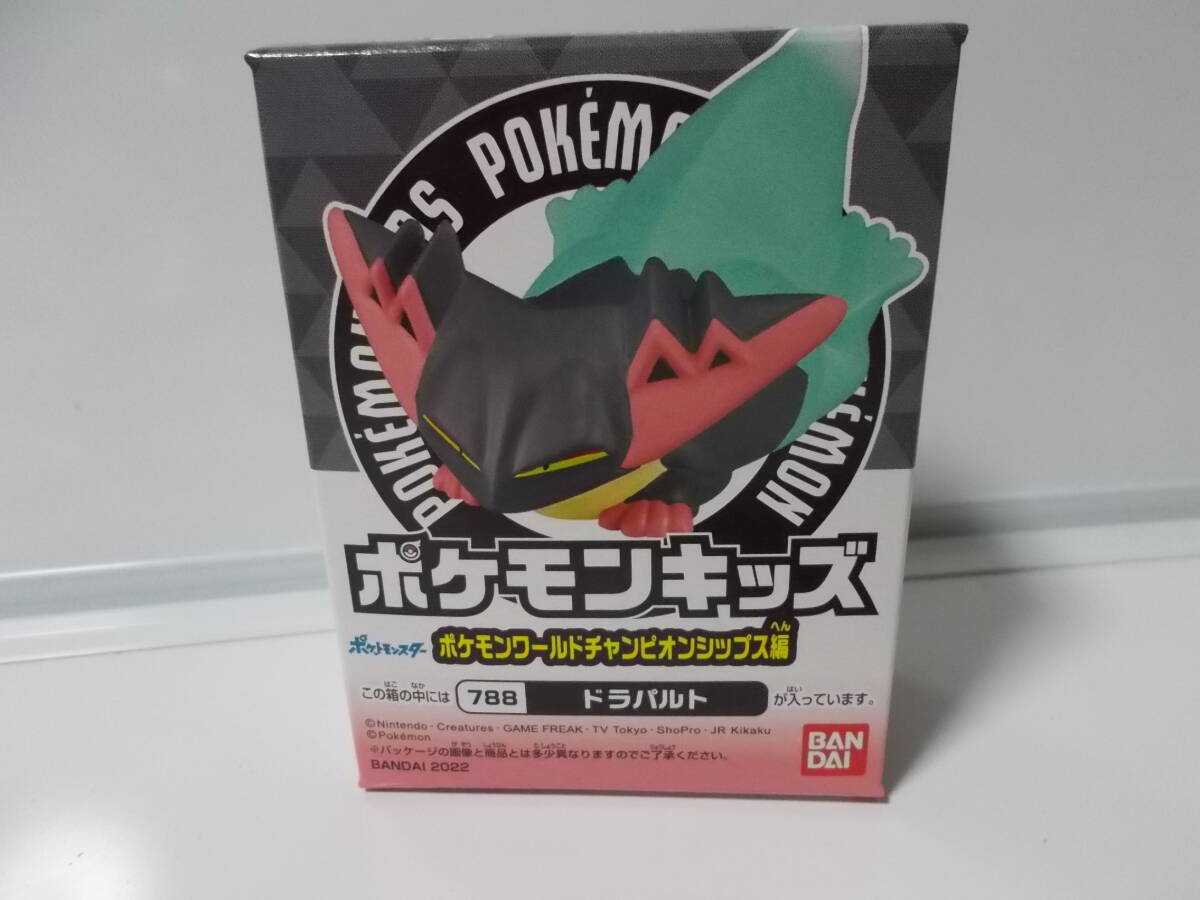 POKÉMON
ポケモンキッズ
ポケットモンスター ポケモンワールドチャンピオンシップス編
へん
この箱の中には 788 ドラパルト が入っています。
はこ なか はい
©Nintendo・Creatures・GAME FREAK・TV Tokyo・ShoPro・JR Kikaku
©Pokémon
※パッケージの画像と商品とは多少異なりますのでご了承ください。
BANDAI 2022
BAN
DAI